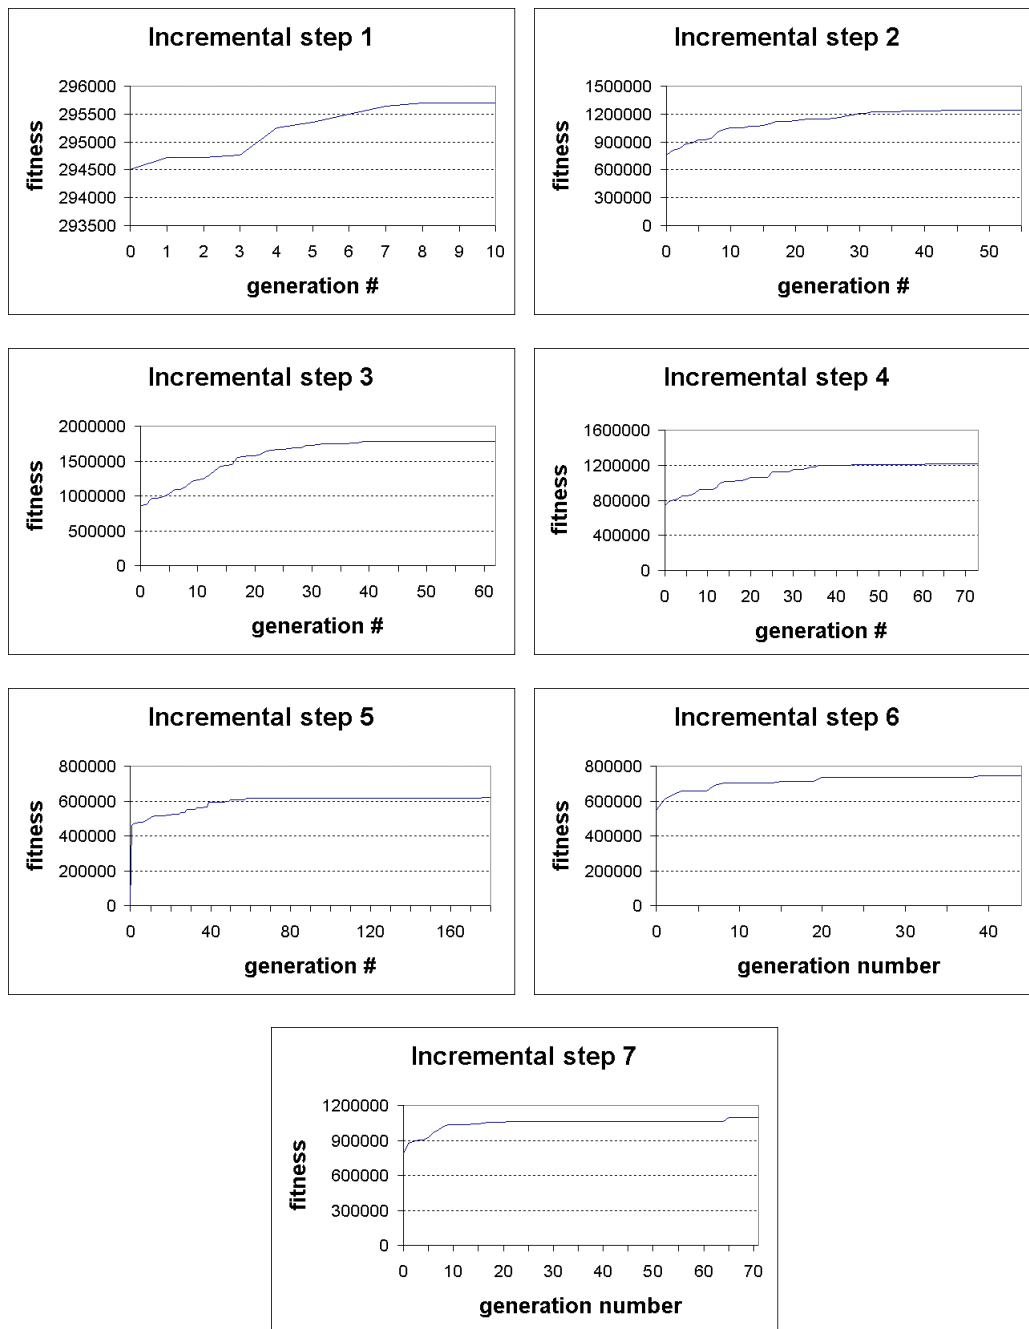 Incremental step 1
296000
295500
295000
294500
294000
293500
fitness
0 1 2 3 4 5 6 7 8 9 10
generation #
Incremental step 2
1500000
1200000
900000
600000
300000
0
fitness
0 10 20 30 40 50
generation #
Incremental step 3
2000000
1500000
1000000
500000
0
fitness
0 10 20 30 40 50 60
generation #
Incremental step 4
1600000
1200000
800000
400000
0
fitness
0 10 20 30 40 50 60 70
generation #
Incremental step 5
800000
600000
400000
200000
0
fitness
0 40 80 120 160
generation #
Incremental step 6
800000
600000
400000
200000
0
fitness
0 10 20 30 40
generation number
Incremental step 7
1200000
900000
600000
300000
0
fitness
0 10 20 30 40 50 60 70
generation number